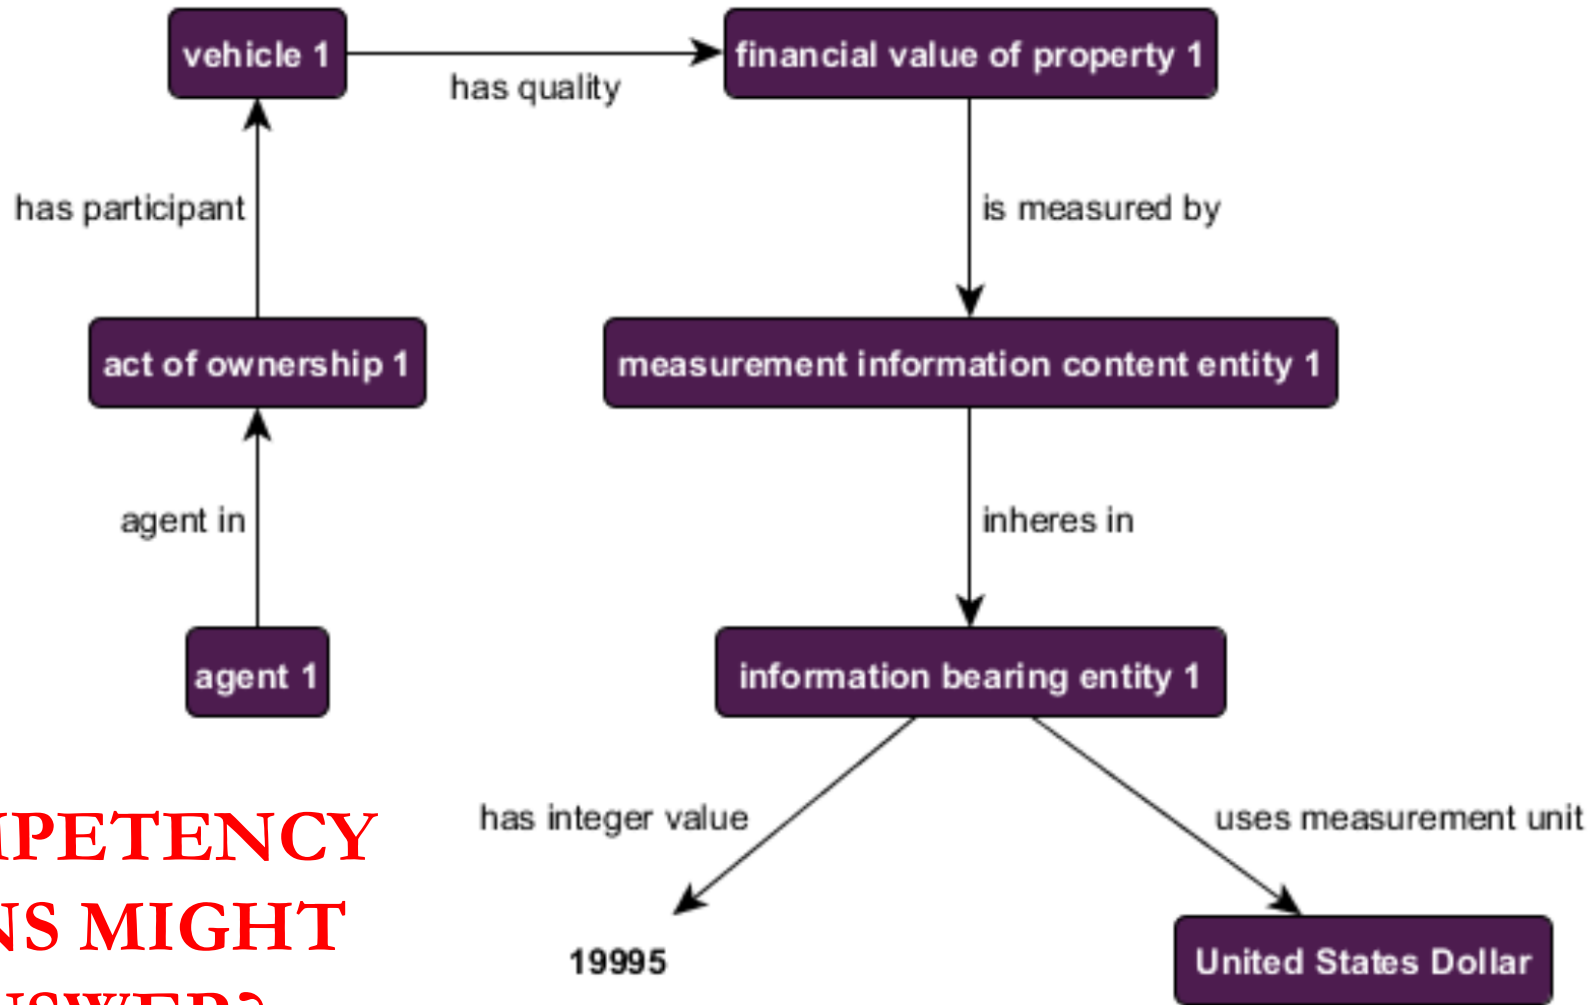 vehicle 1
has quality
financial value of property 1
has participant
is measured by
act of ownership 1
measurement information content entity 1
agent in
inheres in
agent 1
information bearing entity 1
has integer value
uses measurement unit
19995
United States Dollar
MPETENCY
NS MIGHT
NSWER?